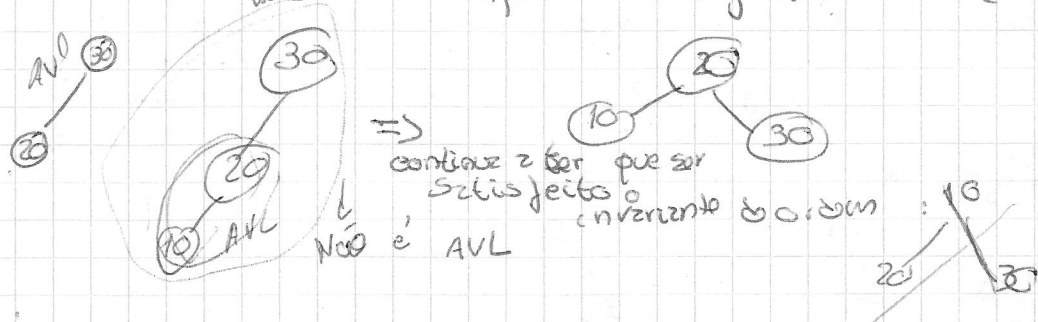 AVL 30
20
30
20
10 AVL
Não é AVL
=>
continua a ter que ser
satisfeito o
invariante da ordem :
20
10
30
10
20
30